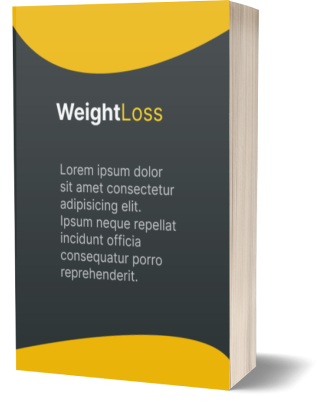 WeightLoss
Lorem ipsum dolor
sit amet consectetur
adipisicing elit.
Ipsum neque repellat
incidunt officia
consequatur porro
reprehenderit.